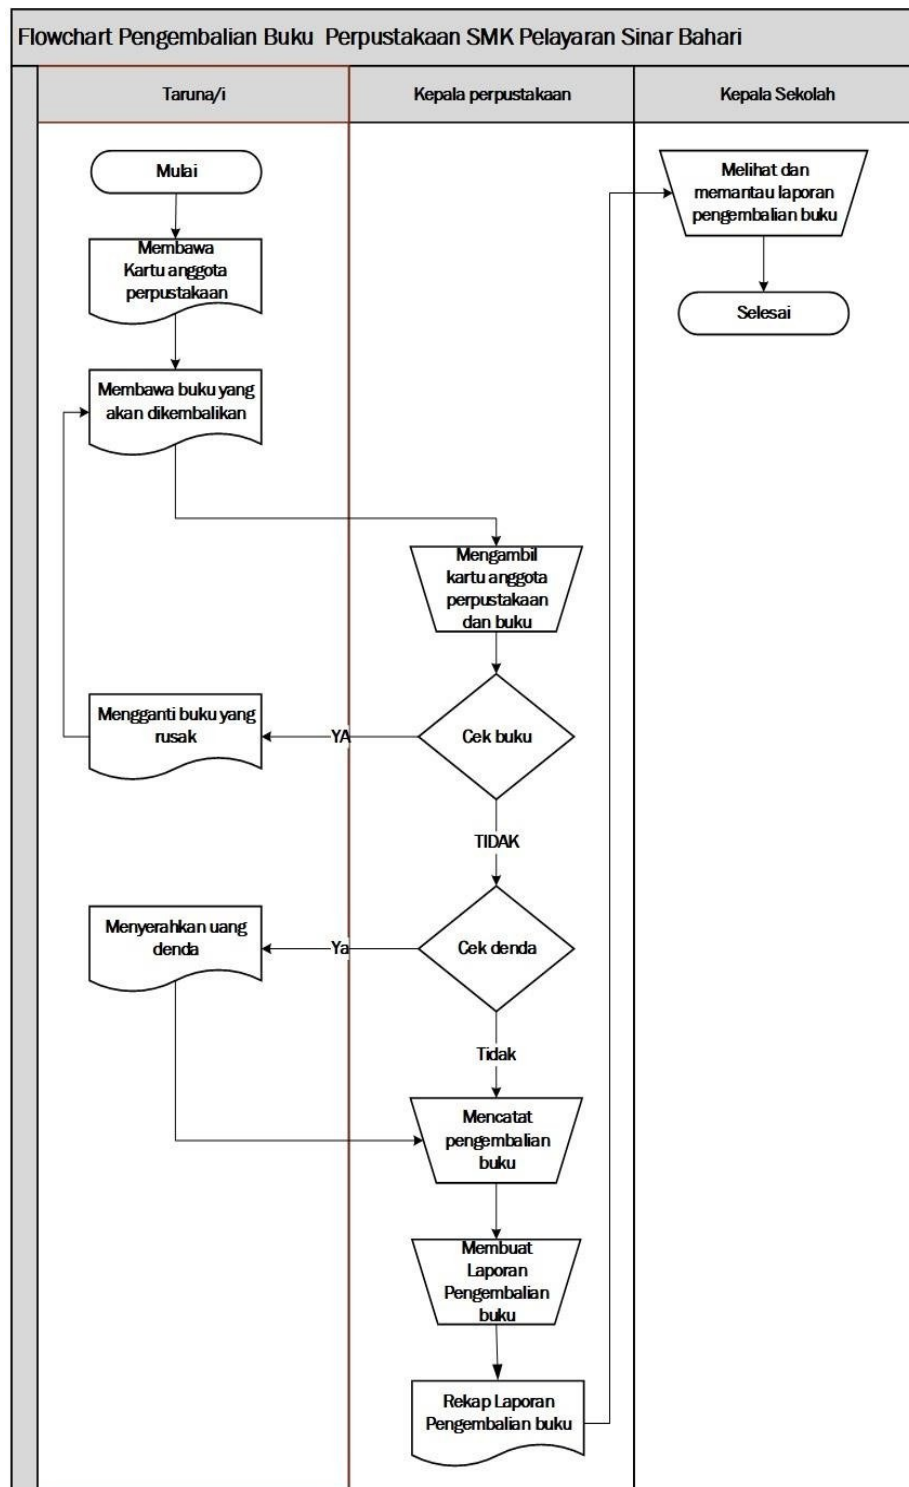 Flowchart Pengembalian Buku Perpustakaan SMK Pelayaran Sinar Bahari
Taruna/i
Kepala perpustakaan
Kepala Sekolah
Mulai
Melihat dan
memantau laporan
pengembalian buku
Membawa
Kartu anggota
perpustakaan
Selesai
Membawa buku yang
akan dikembalikan
Mengambil
kartu anggota
perpustakaan
dan buku
Mengganti buku yang
rusak
YA
Cek buku
TIDAK
Menyerahkan uang
denda
Ya
Cek denda
Tidak
Mencatat
pengembalian
buku
Membuat
Laporan
Pengembalian
buku
Rekap Laporan
Pengembalian buku